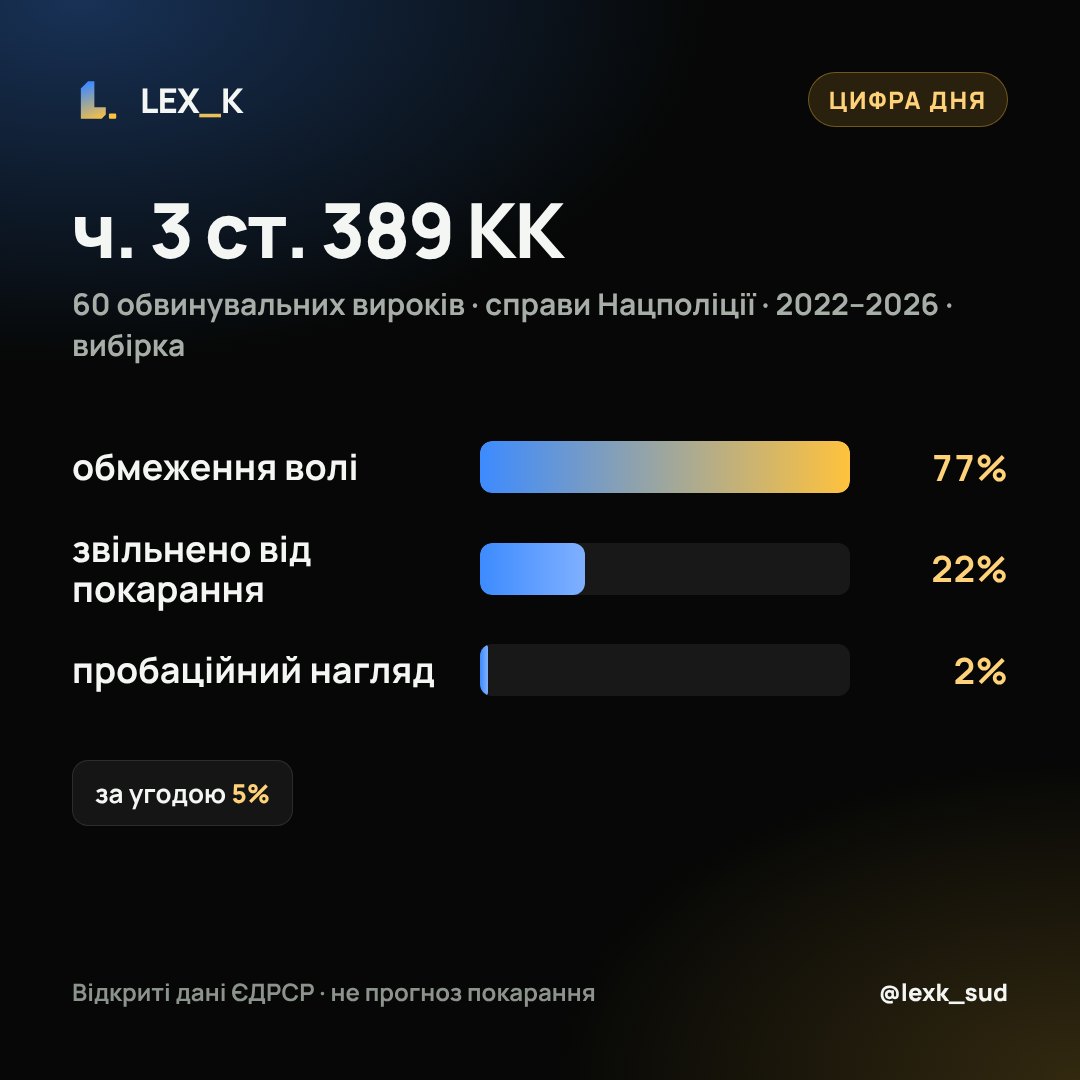 LEX_K
ЦИФРА ДНЯ
ч. 3 ст. 389 КК
60 обвинувальних вироків · справи Нацполіції · 2022–2026 ·
вибірка
обмеження волі 77%
звільнено від
покарання 22%
пробаційний нагляд 2%
за угодою 5%
Відкриті дані ЄДРСР · не прогноз покарання
@lexk_sud